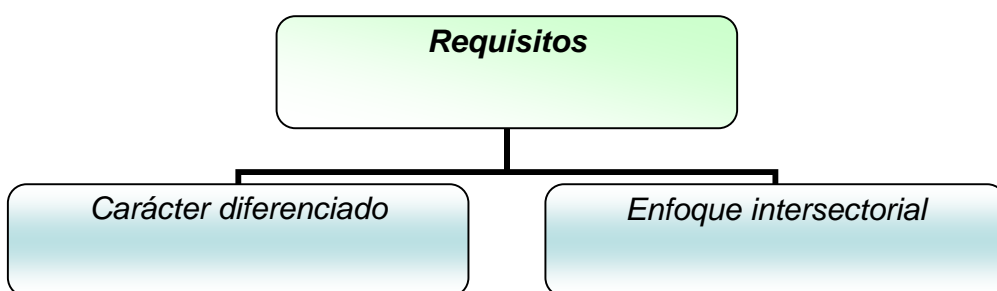 Requisitos
Carácter diferenciado
Enfoque intersectorial